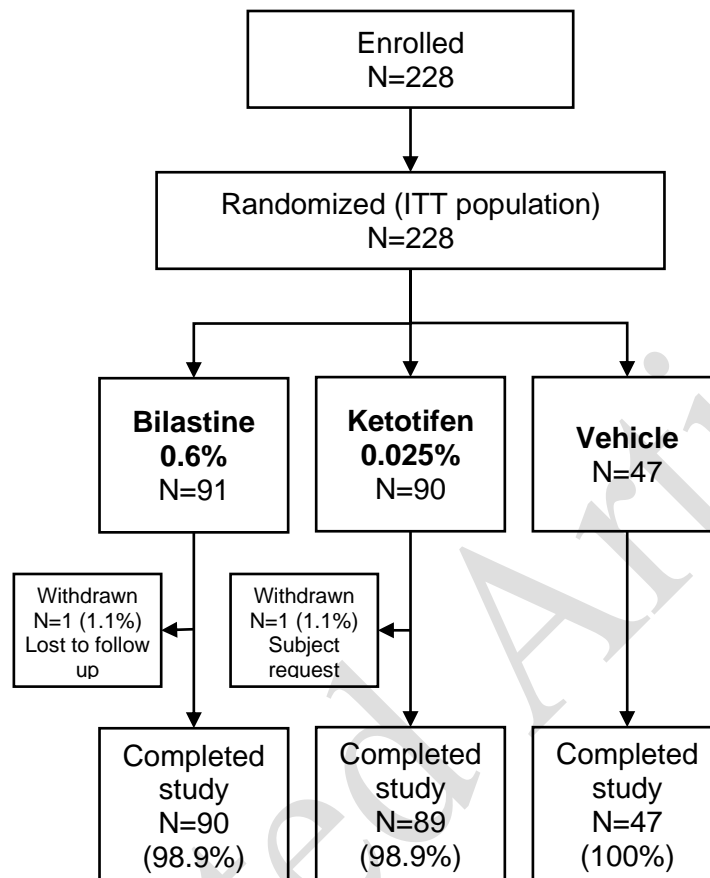 Enrolled
N=228
Randomized (ITT population)
N=228
Bilastine
0.6%
N=91
Ketotifen
0.025%
N=90
Vehicle
N=47
Withdrawn
N=1 (1.1%)
Lost to follow
up
Withdrawn
N=1 (1.1%)
Subject
request
Completed
study
N=90
(98.9%)
Completed
study
N=89
(98.9%)
Completed
study
N=47
(100%)
ted Arti